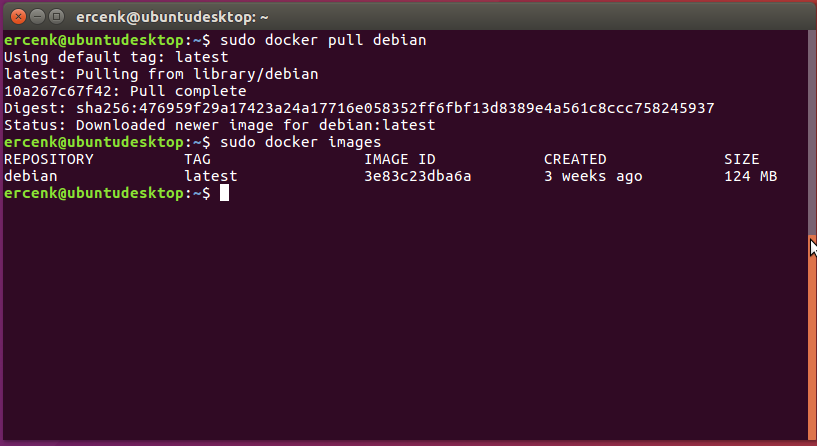 ercenk@ubuntudesktop: ~
ercenk@ubuntudesktop:~$ sudo docker pull debian
Using default tag: latest
latest: Pulling from library/debian
10a267c67f42: Pull complete
Digest: sha256:476959f29a17423a24a17716e058352ff6fbf13d8389e4a561c8ccc758245937
Status: Downloaded newer image for debian:latest
ercenk@ubuntudesktop:~$ sudo docker images
REPOSITORY TAG IMAGE ID CREATED SIZE
debian latest 3e83c23dba6a 3 weeks ago 124 MB
ercenk@ubuntudesktop:~$